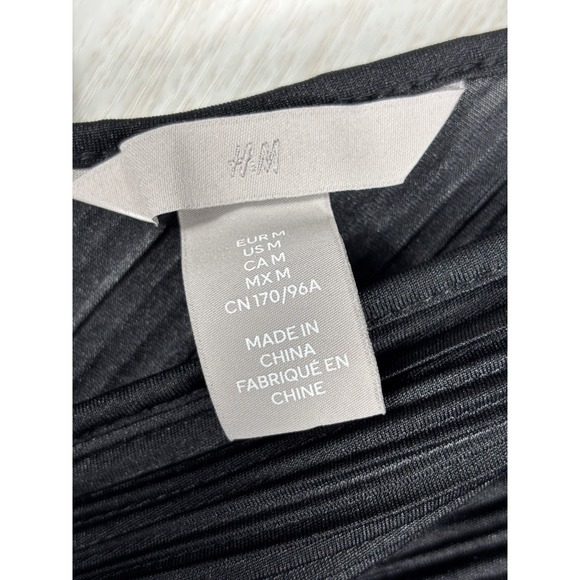 H&M
EUR M
US M
CA M
MX M
CN 170/96A
MADE IN
CHINA
FABRIQUÉ EN
CHINE